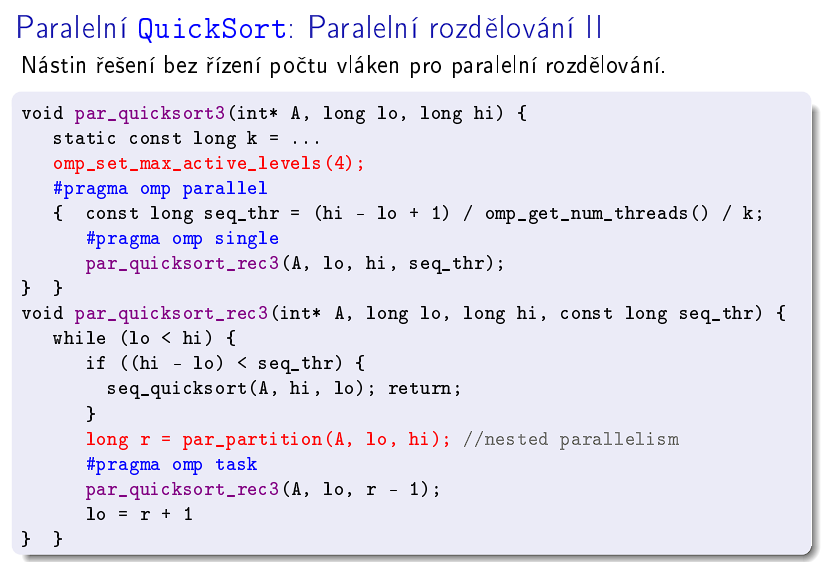 Paralelní QuickSort: Paralelní rozdělování II
Nástin řešení bez řízení počtu vláken pro paralelní rozdělování.
void par_quicksort3(int* A, long lo, long hi) {
   static const long k = ...
   omp_set_max_active_levels(4);
   #pragma omp parallel
   {  const long seq_thr = (hi - lo + 1) / omp_get_num_threads() / k;
      #pragma omp single
      par_quicksort_rec3(A, lo, hi, seq_thr);
}  }
void par_quicksort_rec3(int* A, long lo, long hi, const long seq_thr) {
   while (lo < hi) {
      if ((hi - lo) < seq_thr) {
        seq_quicksort(A, hi, lo); return;
      }
      long r = par_partition(A, lo, hi); //nested parallelism
      #pragma omp task
      par_quicksort_rec3(A, lo, r - 1);
      lo = r + 1
}  }